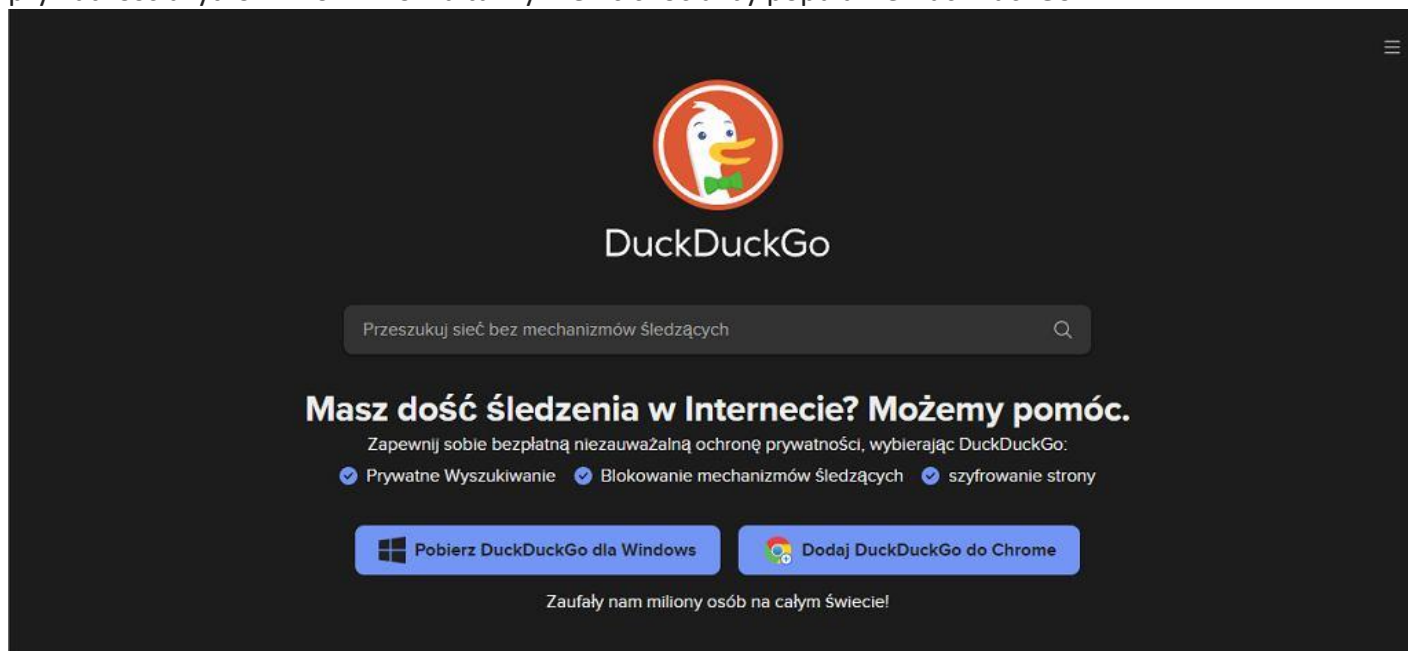 DuckDuckGo
Przeszukuj sieć bez mechanizmów śledzących
Masz dość śledzenia w Internecie? Możemy pomóc.
Zapewnij sobie bezpłatną niezauważalną ochronę prywatności, wybierając DuckDuckGo:
Prywatne Wyszukiwanie Blokowanie mechanizmów śledzących szyfrowanie strony
Pobierz DuckDuckGo dla Windows Dodaj DuckDuckGo do Chrome
Zaufały nam miliony osób na całym świecie!